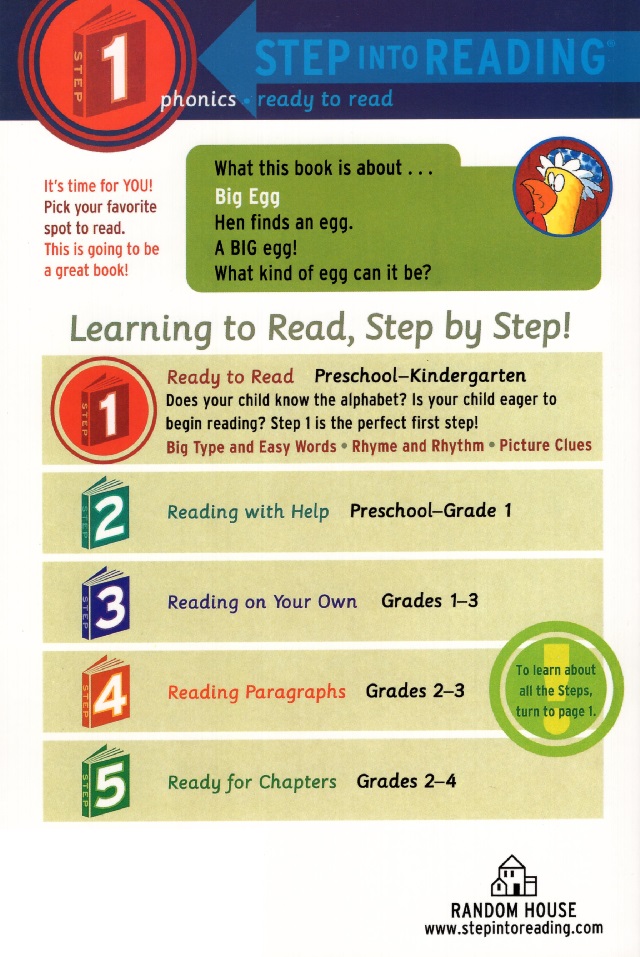 STEP 1
STEP INTO READING®
phonics • ready to read
It's time for YOU!
Pick your favorite
spot to read.
This is going to be
a great book!
What this book is about . . .
Big Egg
Hen finds an egg.
A BIG egg!
What kind of egg can it be?
Learning to Read, Step by Step!
STEP 1
Ready to Read Preschool–Kindergarten
Does your child know the alphabet? Is your child eager to
begin reading? Step 1 is the perfect first step!
Big Type and Easy Words • Rhyme and Rhythm • Picture Clues
STEP 2
Reading with Help Preschool–Grade 1
STEP 3
Reading on Your Own Grades 1–3
STEP 4
Reading Paragraphs Grades 2–3
!
To learn about
all the Steps,
turn to page 1.
STEP 5
Ready for Chapters Grades 2–4
RANDOM HOUSE
www.stepintoreading.com